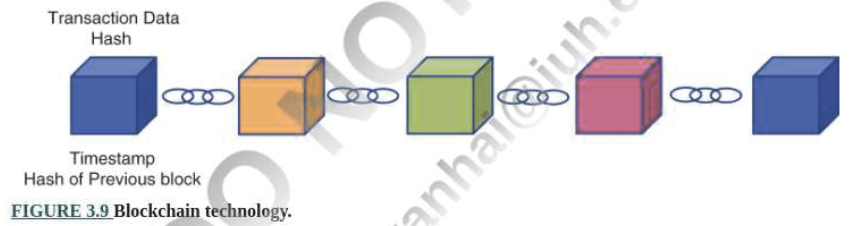 Transaction Data
Hash
Timestamp
Hash of Previous block
FIGURE 3.9 Blockchain technology.